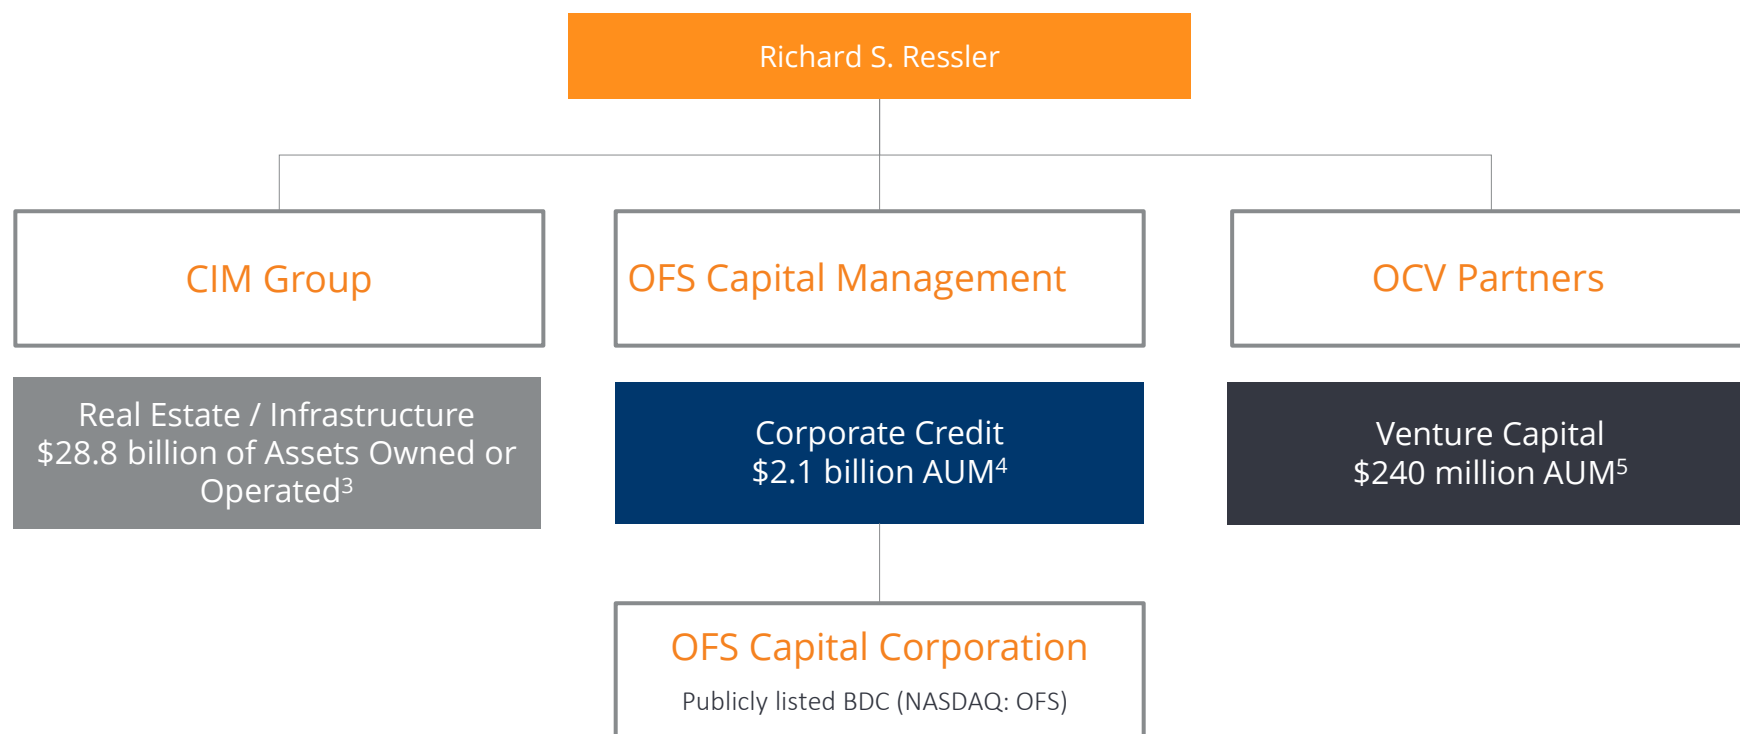 Richard S. Ressler
CIM Group
OFS Capital Management
OCV Partners
Real Estate / Infrastructure
$28.8 billion of Assets Owned or
Operated³
Corporate Credit
$2.1 billion AUM⁴
Venture Capital
$240 million AUM⁵
OFS Capital Corporation
Publicly listed BDC (NASDAQ: OFS)